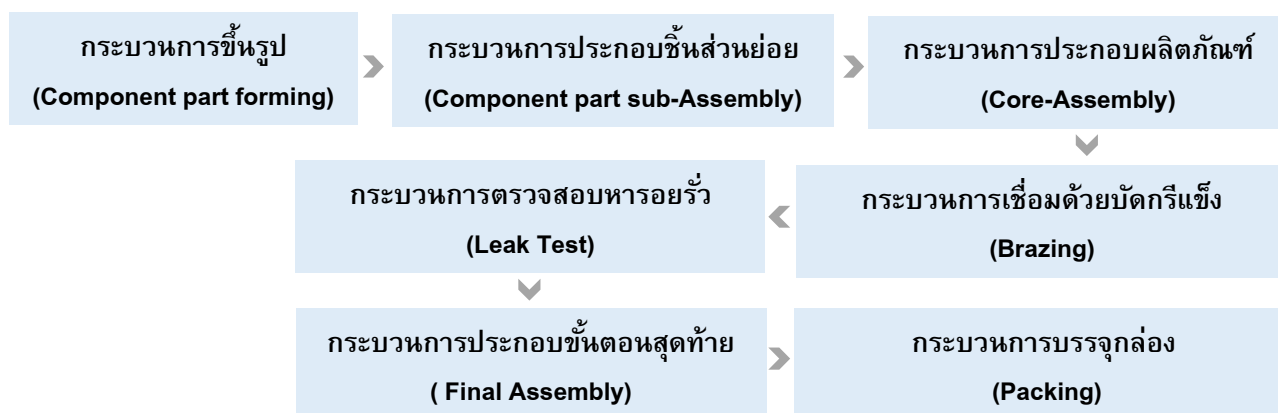 กระบวนการขึ้นรูป
(Component part forming)
กระบวนการประกอบชิ้นส่วนย่อย
(Component part sub-Assembly)
กระบวนการประกอบผลิตภัณฑ์
(Core-Assembly)
กระบวนการเชื่อมด้วยบัดกรีแข็ง
(Brazing)
กระบวนการตรวจสอบหารอยรั่ว
(Leak Test)
กระบวนการประกอบขั้นตอนสุดท้าย
( Final Assembly)
กระบวนการบรรจุกล่อง
(Packing)